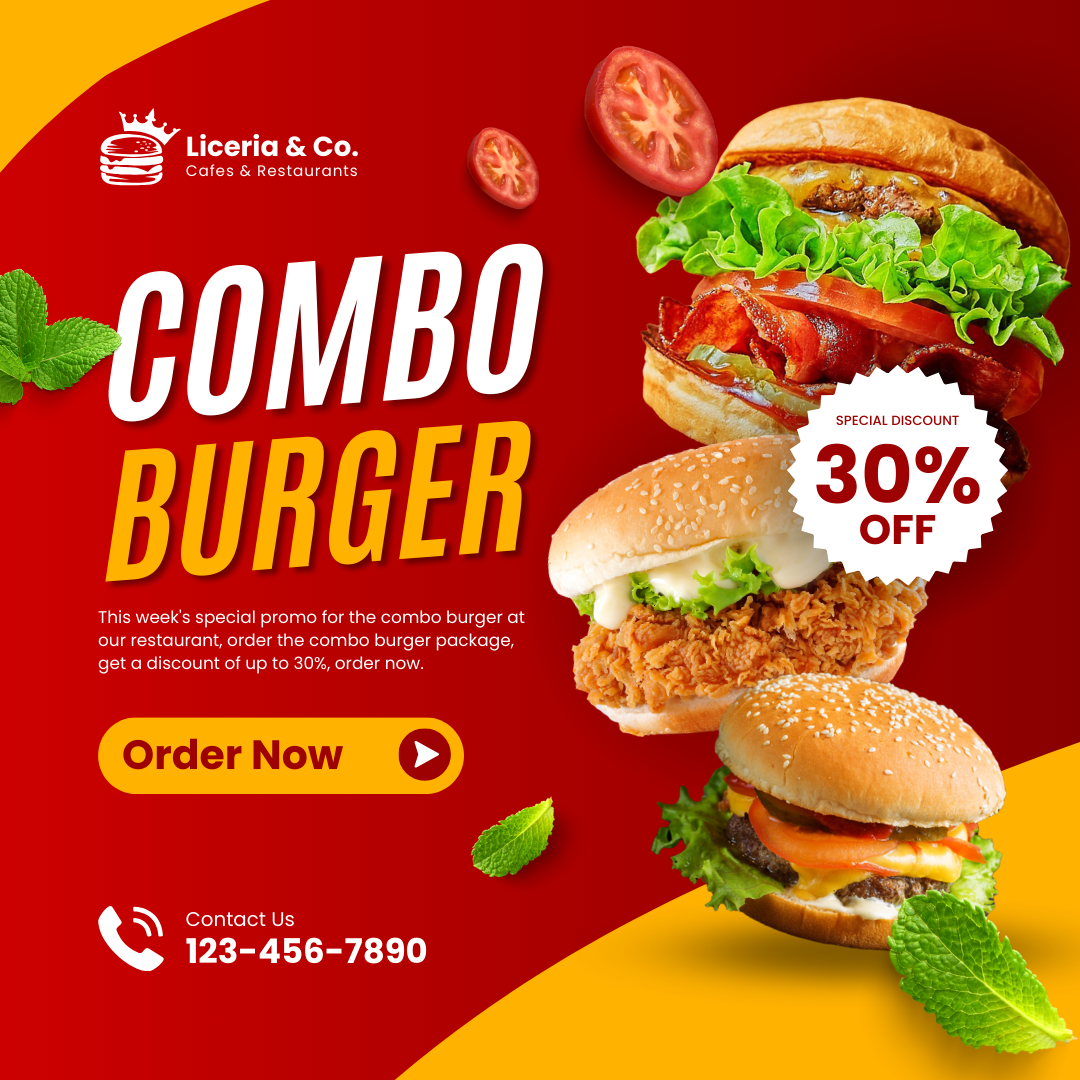 Liceria & Co.
Cafes & Restaurants
COMBO
BURGER
SPECIAL DISCOUNT
30%
OFF
This week's special promo for the combo burger at
our restaurant, order the combo burger package,
get a discount of up to 30%, order now.
Order Now
Contact Us
123-456-7890